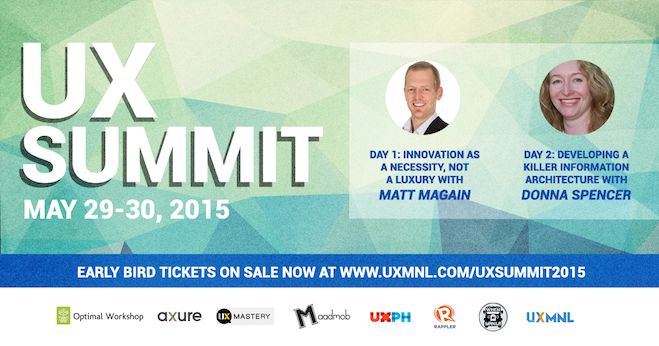 UX
SUMMIT
MAY 29-30, 2015
DAY 1: INNOVATION AS
A NECESSITY, NOT
A LUXURY WITH
MATT MAGAIN
DAY 2: DEVELOPING A
KILLER INFORMATION
ARCHITECTURE WITH
DONNA SPENCER
EARLY BIRD TICKETS ON SALE NOW AT WWW.UXMNL.COM/UXSUMMIT2015
Optimal Workshop
axure
UX MASTERY
Maadmob
UXPH
RAPPLER
UXMNL